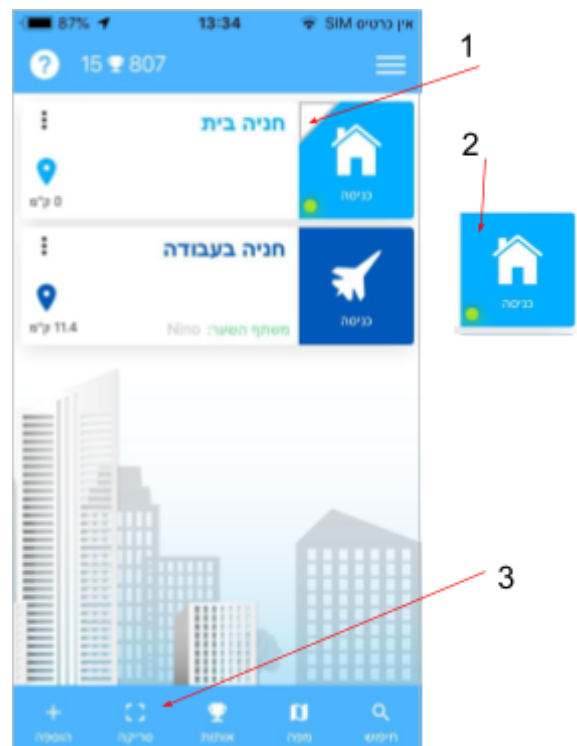 87% 13:34 אין כרטיס SIM
15 807
1
חניה בית
כניסה
0 ק"מ
2
כניסה
חניה בעבודה
כניסה
משתף השער: Nino
11.4 ק"מ
3
חיפוש
מפה
אותות
סריקה
הוספה